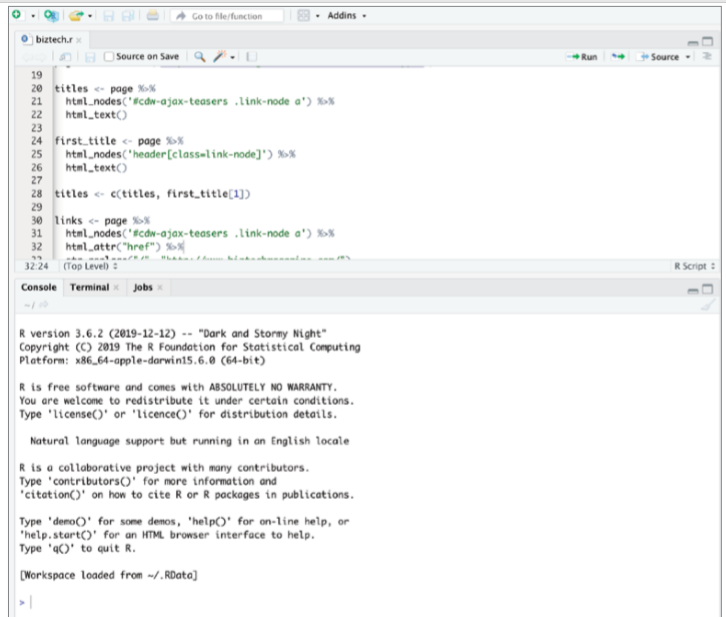 Go to file/function
Addins
biztech.r
Source on Save
Run
Source
19
20 titles <- page %>%
21 html_nodes('#cdw-ajax-teasers .link-node a') %>%
22 html_text()
23
24 first_title <- page %>%
25 html_nodes('header[class=link-node]') %>%
26 html_text()
27
28 titles <- c(titles, first_title[1])
29
30 links <- page %>%
31 html_nodes('#cdw-ajax-teasers .link-node a') %>%
32 html_attr("href") %>%
32:24 (Top Level) R Script
Console Terminal Jobs
~/
R version 3.6.2 (2019-12-12) -- "Dark and Stormy Night"
Copyright (C) 2019 The R Foundation for Statistical Computing
Platform: x86_64-apple-darwin15.6.0 (64-bit)
R is free software and comes with ABSOLUTELY NO WARRANTY.
You are welcome to redistribute it under certain conditions.
Type 'license()' or 'licence()' for distribution details.
Natural language support but running in an English locale
R is a collaborative project with many contributors.
Type 'contributors()' for more information and
'citation()' on how to cite R or R packages in publications.
Type 'demo()' for some demos, 'help()' for on-line help, or
'help.start()' for an HTML browser interface to help.
Type 'q()' to quit R.
[Workspace loaded from ~/.RData]
>